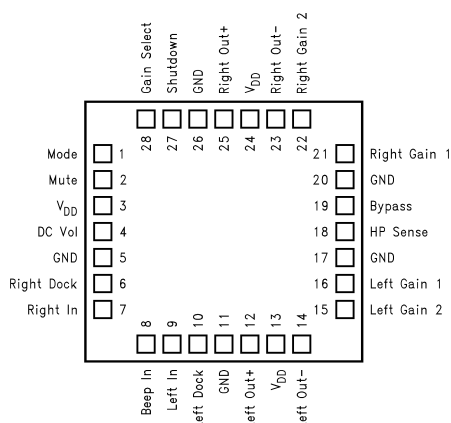 Gain Select
Shutdown
GND
Right Out+
VDD
Right Out-
Right Gain 2
28
27
26
25
24
23
22
Mode 1
Mute 2
VDD 3
DC Vol 4
GND 5
Right Dock 6
Right In 7
21 Right Gain 1
20 GND
19 Bypass
18 HP Sense
17 GND
16 Left Gain 1
15 Left Gain 2
8
9
10
11
12
13
14
Beep In
Left In
eft Dock
GND
eft Out+
VDD
eft Out-